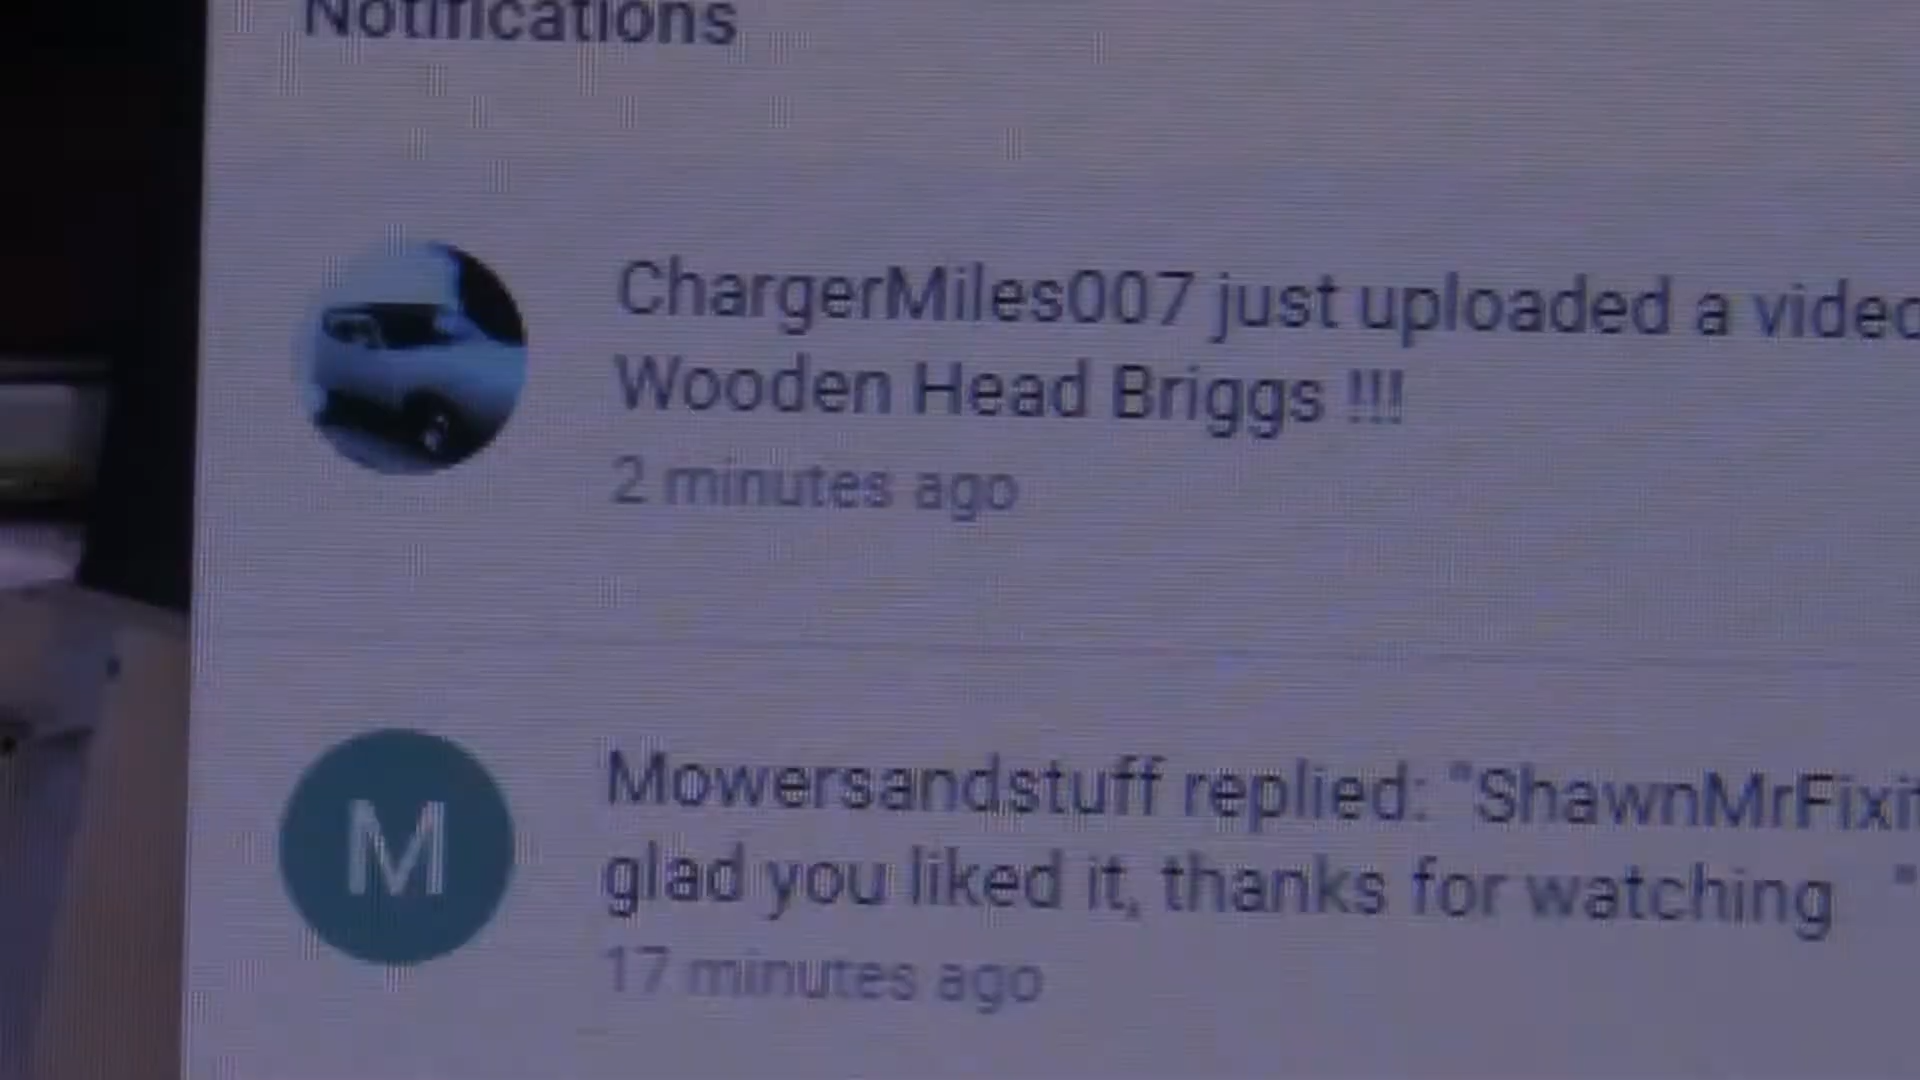 Notifications
ChargerMiles007 just uploaded a video
Wooden Head Briggs !!!
2 minutes ago
M
Mowersandstuff replied: "ShawnMrFixit
glad you liked it, thanks for watching "
17 minutes ago